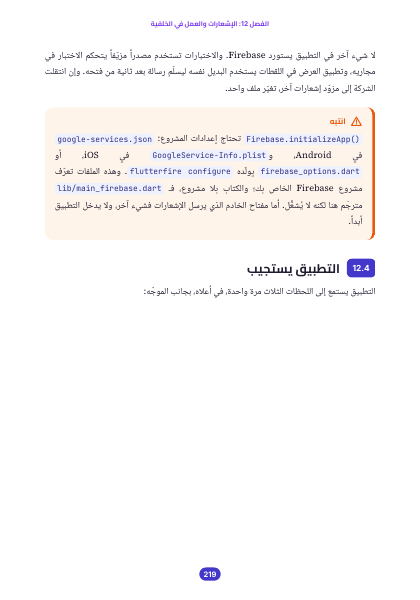 الفصل 12: الإشعارات والعمل في الخلفية
لا شيء آخر في التطبيق يستورد Firebase. والاختبارات تستخدم مصدراً مزيّفاً يتحكم الاختبار في
مجاريه، وتطبيق العرض في اللقطات يستخدم البديل نفسه ليسلّم رسالة بعد ثانية من فتحه. وإن انتقلت
الشركة إلى مزوّد إشعارات آخر، تغيّر ملف واحد.
انتبه
Firebase.initializeApp() تحتاج إعدادات المشروع: google-services.json
في Android، و GoogleService-Info.plist في iOS، أو
firebase_options.dart يولّده flutterfire configure. وهذه الملفات تعرّف
مشروع Firebase الخاص بك؛ والكتاب بلا مشروع، فـ lib/main_firebase.dart
مترجَم هنا لكنه لا يُشغَّل. أما مفتاح الخادم الذي يرسل الإشعارات فشيء آخر، ولا يدخل التطبيق
أبداً.
12.4 التطبيق يستجيب
التطبيق يستمع إلى اللحظات الثلاث مرة واحدة، في أعلاه، بجانب الموجّه:
219